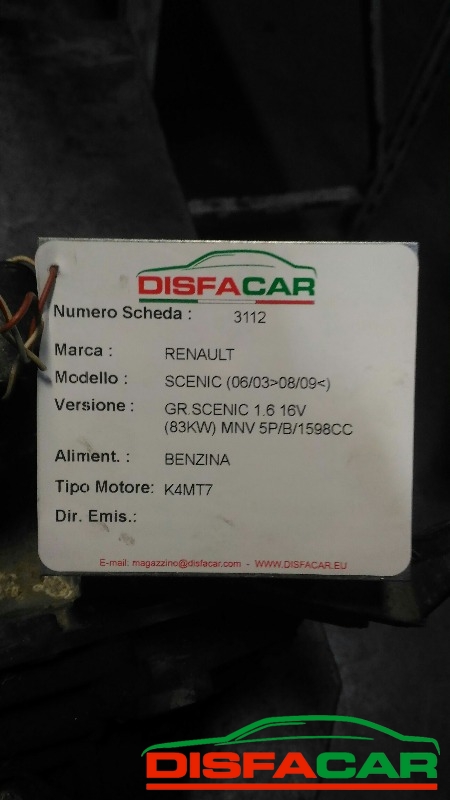 DISFACAR
Numero Scheda : 3112
Marca : RENAULT
Modello : SCENIC (06/03>08/09<)
Versione : GR.SCENIC 1.6 16V
(83KW) MNV 5P/B/1598CC
Aliment. : BENZINA
Tipo Motore: K4MT7
Dir. Emis.:
E-mail: magazzino@disfacar.com - WWW.DISFACAR.EU
DISFACAR